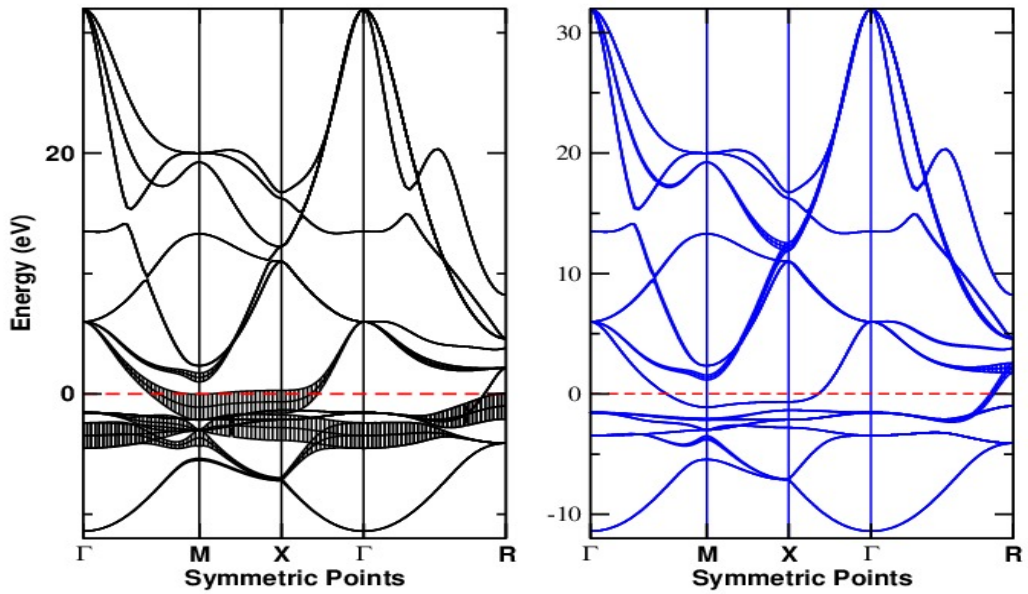 30
20
20
10
0
0
-10
Energy (eV)
Γ M X Γ R
Γ M X Γ R
Symmetric Points
Symmetric Points